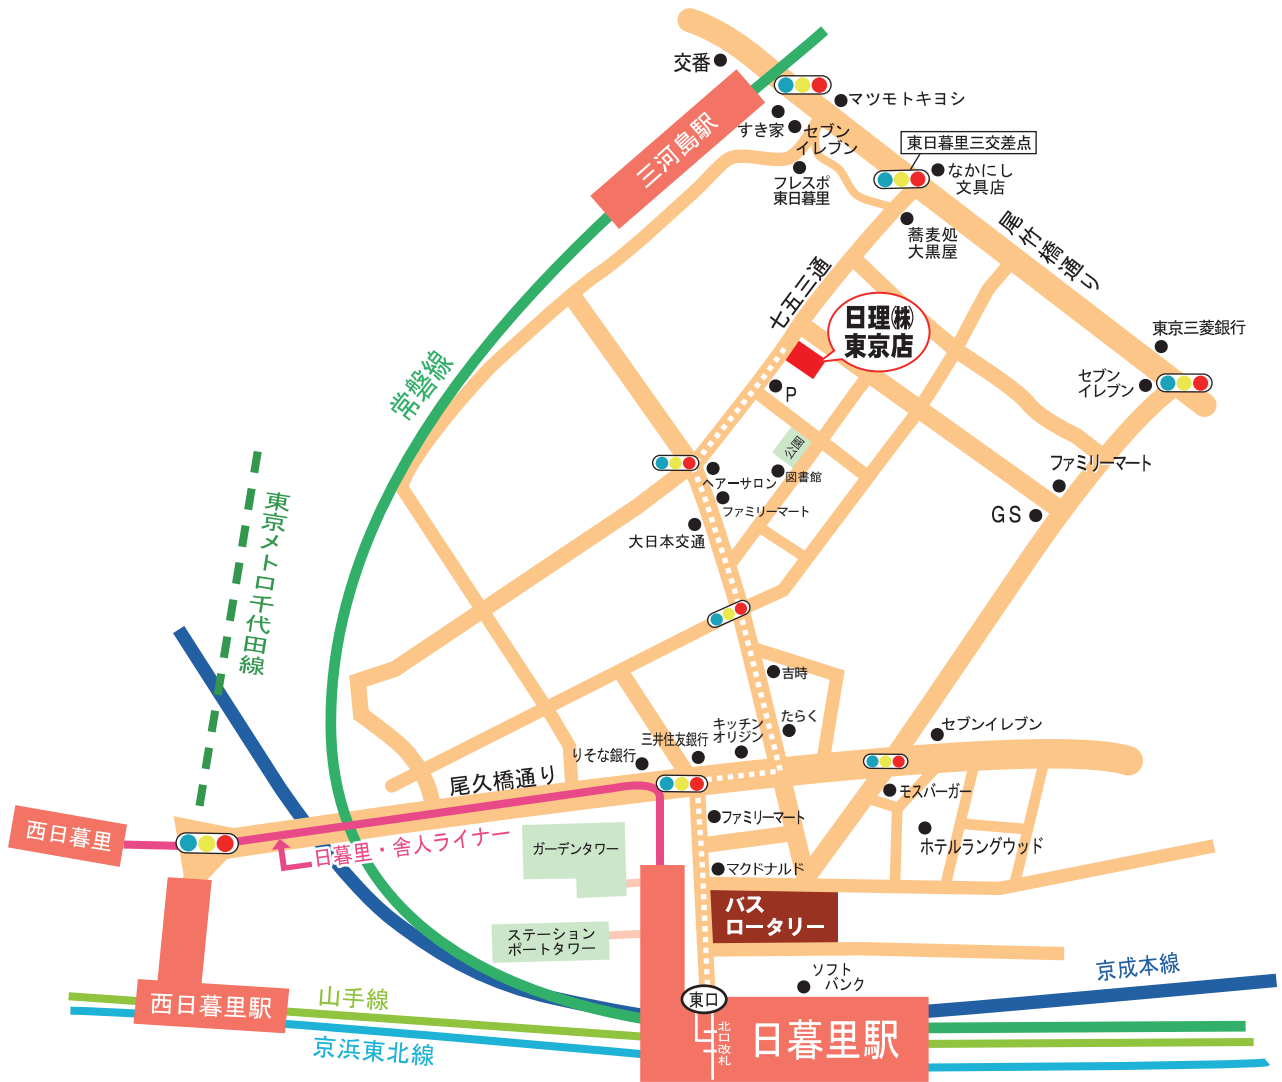 交番
マツモトキヨシ
すき家
セブン
イレブン
東日暮里三交差点
なかにし
文具店
フレスポ
東日暮里
三河島駅
蕎麦処
大黒屋
尾竹橋通り
七五三通
日理㈱
東京店
東京三菱銀行
セブン
イレブン
P
常磐線
公園
図書館
ヘアーサロン
ファミリーマート
ファミリーマート
GS
大日本交通
東京メトロ千代田線
吉時
たらく
キッチン
オリジン
三井住友銀行
りそな銀行
セブンイレブン
尾久橋通り
モスバーガー
ファミリーマート
ホテルラングウッド
西日暮里
日暮里・舎人ライナー
ガーデンタワー
マクドナルド
バス
ロータリー
ステーション
ポートタワー
ソフト
バンク
京成本線
西日暮里駅
山手線
東口
北口改札
日暮里駅
京浜東北線